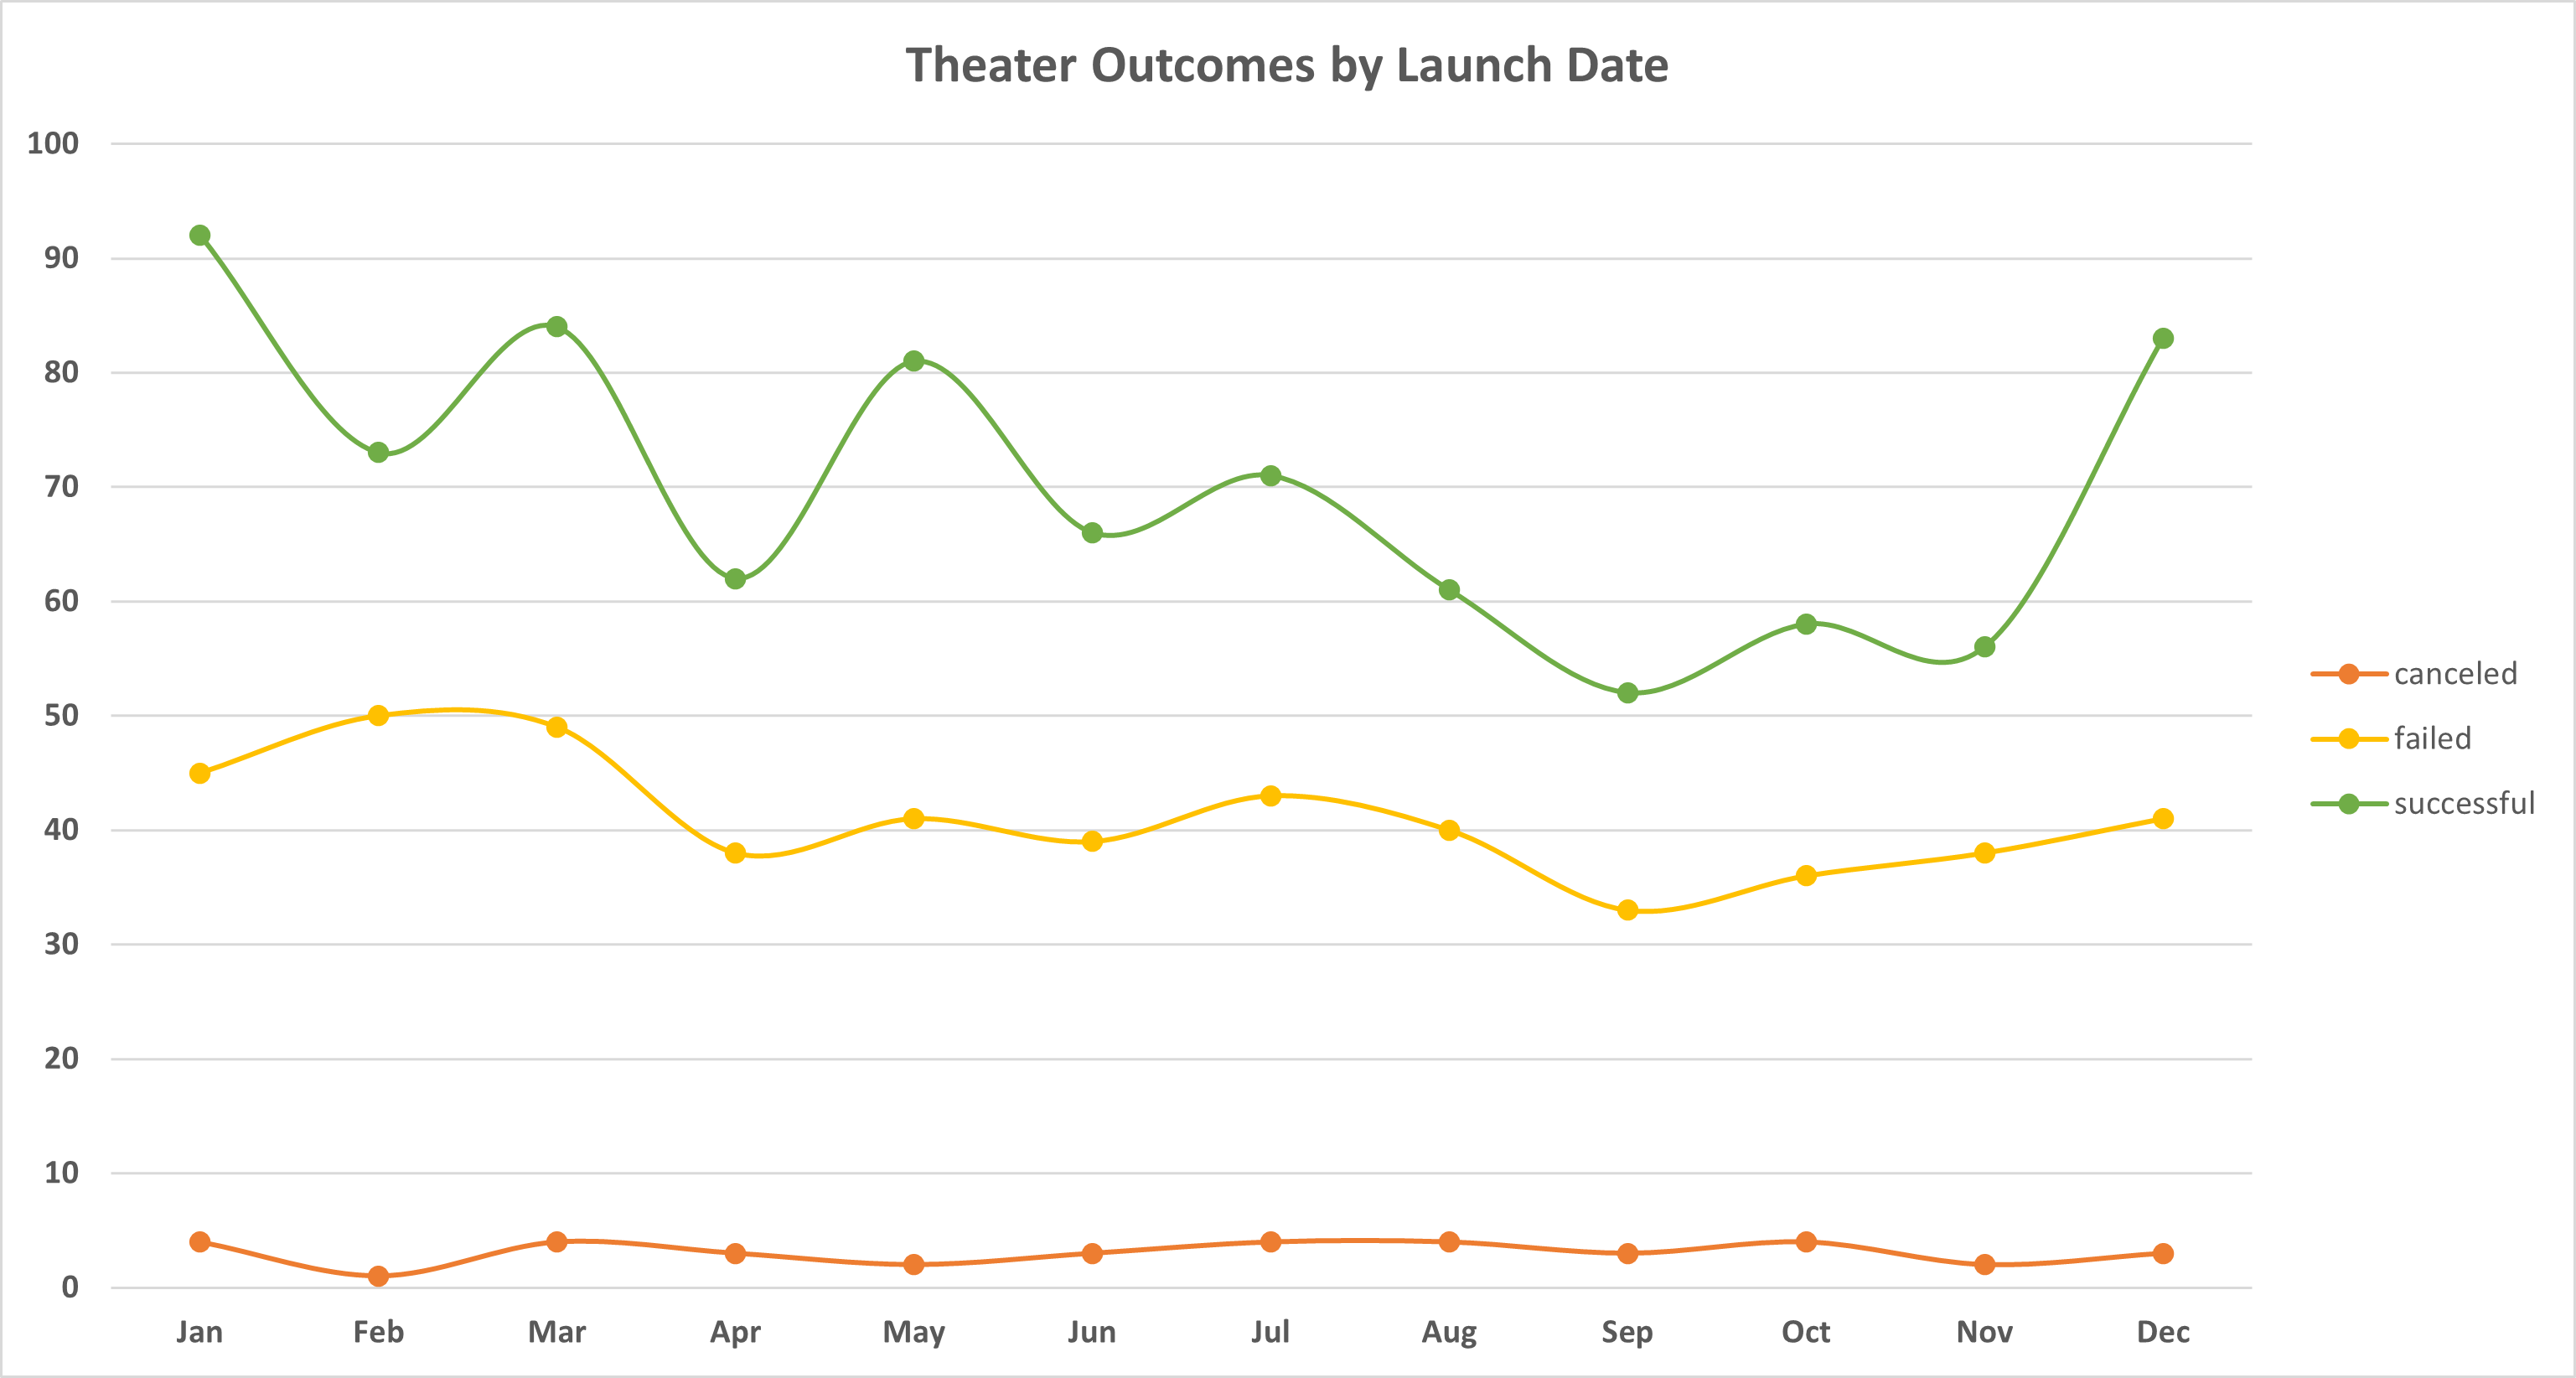 Theater Outcomes by Launch Date
100
90
80
70
60
50
40
30
20
10
0
Jan Feb Mar Apr May Jun Jul Aug Sep Oct Nov Dec
canceled
failed
successful